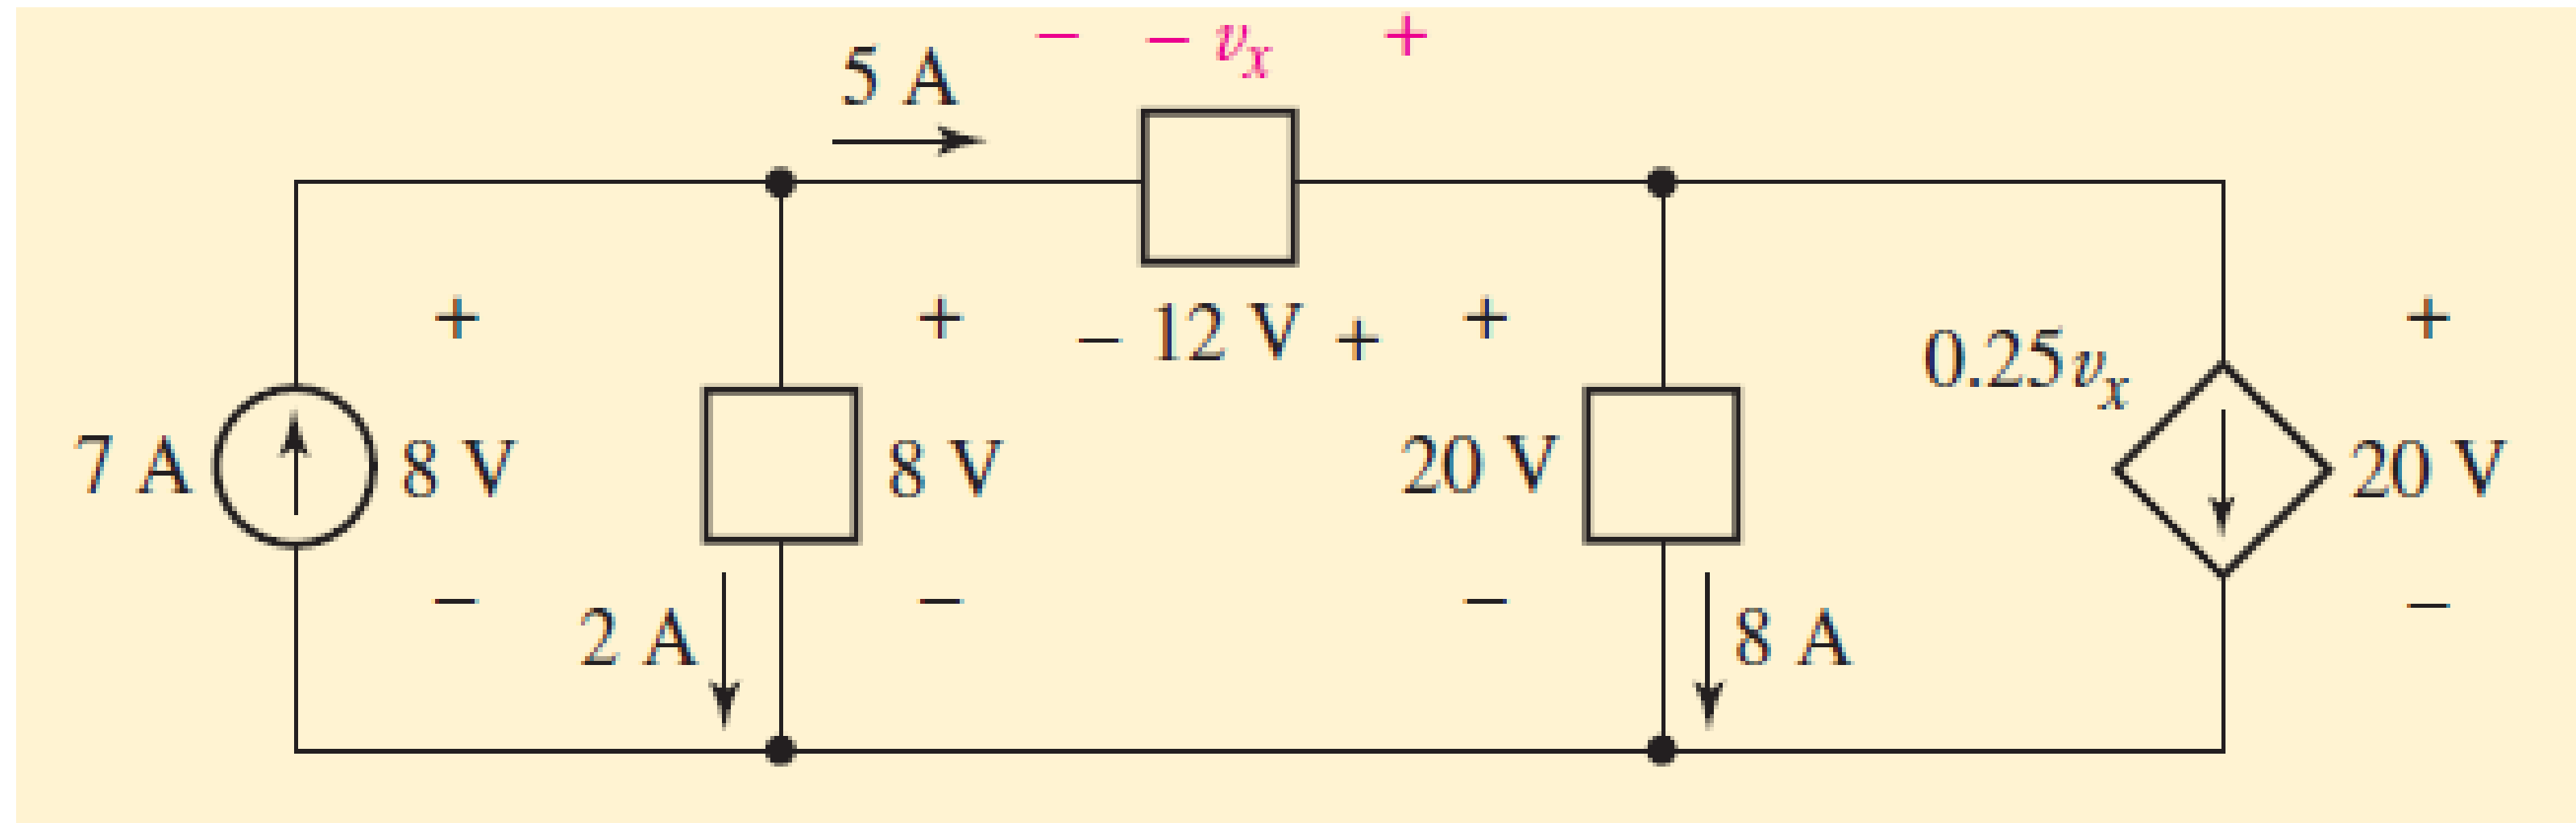 − − vx +
5 A
− 12 V +
+ + + +
0.25vx
7 A 8 V 8 V 20 V 20 V
− − − −
2 A 8 A